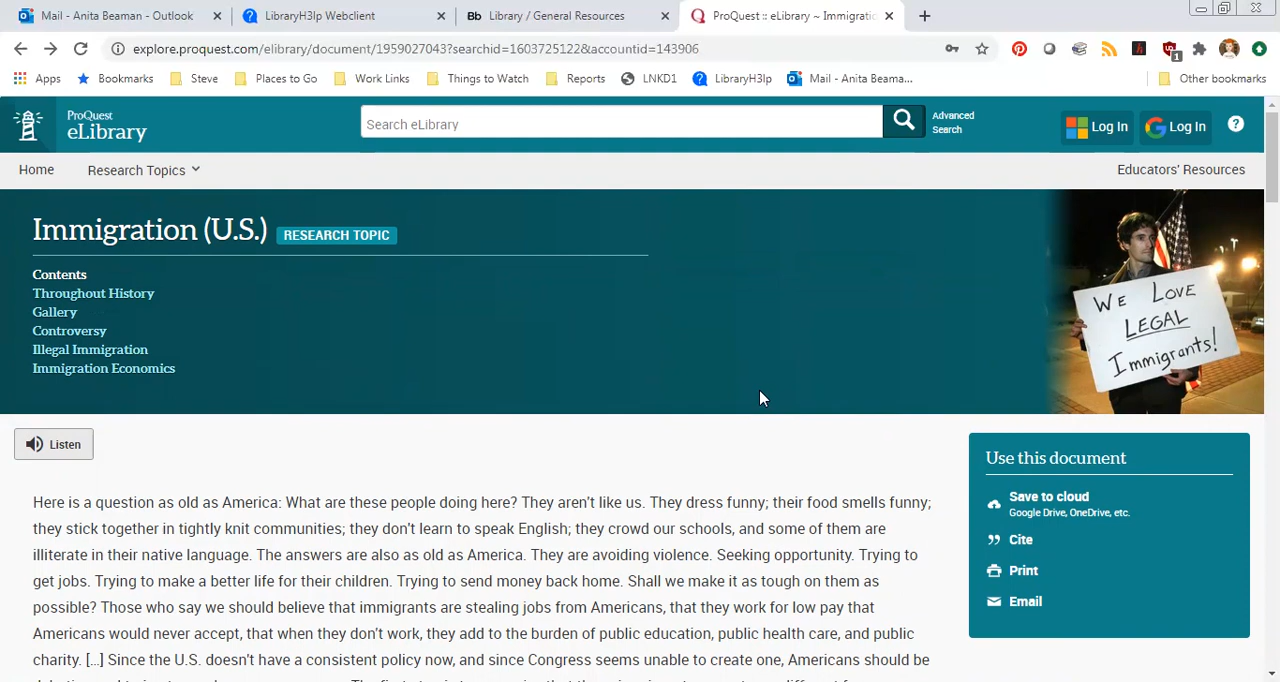 Mail - Anita Beaman - Outlook
LibraryH3lp Webclient
Bb Library / General Resources
ProQuest :: eLibrary ~ Immigratic
explore.proquest.com/elibrary/document/1959027043?searchid=1603725122&accountid=143906
Apps
Bookmarks
Steve
Places to Go
Work Links
Things to Watch
Reports
LNKD1
LibraryH3lp
Mail - Anita Beama...
Other bookmarks
ProQuest
eLibrary
Search eLibrary
Advanced
Search
Log In
Log In
Home
Research Topics
Educators' Resources
Immigration (U.S.) RESEARCH TOPIC
Contents
Throughout History
Gallery
Controversy
Illegal Immigration
Immigration Economics
WE LOVE
LEGAL
Immigrants!
Listen
Here is a question as old as America: What are these people doing here? They aren't like us. They dress funny; their food smells funny;
they stick together in tightly knit communities; they don't learn to speak English; they crowd our schools, and some of them are
illiterate in their native language. The answers are also as old as America. They are avoiding violence. Seeking opportunity. Trying to
get jobs. Trying to make a better life for their children. Trying to send money back home. Shall we make it as tough on them as
possible? Those who say we should believe that immigrants are stealing jobs from Americans, that they work for low pay that
Americans would never accept, that when they don't work, they add to the burden of public education, public health care, and public
charity. [...] Since the U.S. doesn't have a consistent policy now, and since Congress seems unable to create one, Americans should be
Use this document
Save to cloud
Google Drive, OneDrive, etc.
Cite
Print
Email